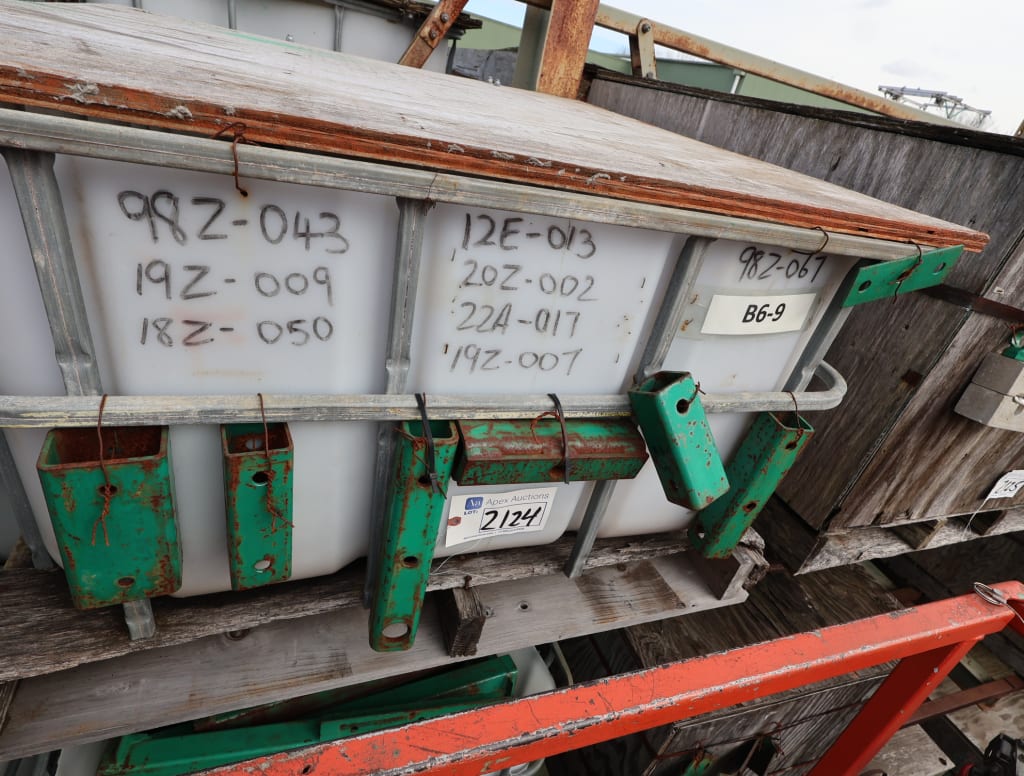 98Z-043
19Z-009
18Z-050
12E-013
20Z-002
22A-017
19Z-007
98Z-067
B6-9
Apex Auctions
LOT: 2124